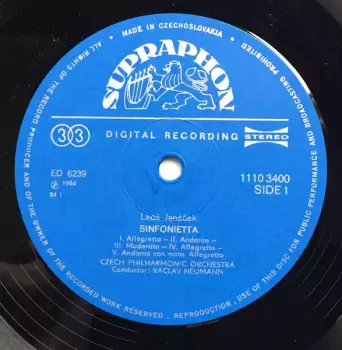 MADE IN CZECHOSLOVAKIA
ALL RIGHTS OF THE RECORD PRODUCER AND OF THE OWNER OF THE RECORDED WORK RESERVED, REPRODUCTION, USE OF THIS DISC FOR PUBLIC PERFORMANCE AND BROADCASTING PROHIBITED
SUPRAPHON
33
DIGITAL RECORDING
STEREO
ED 6239
℗ 1984
84 1
1110 3400
SIDE 1
Leoš Janáček
SINFONIETTA
I. Allegretto – II. Andante –
III. Moderato – IV. Allegretto –
V. Andante con moto. Allegretto
CZECH PHILHARMONIC ORCHESTRA
Conductor: VÁCLAV NEUMANN